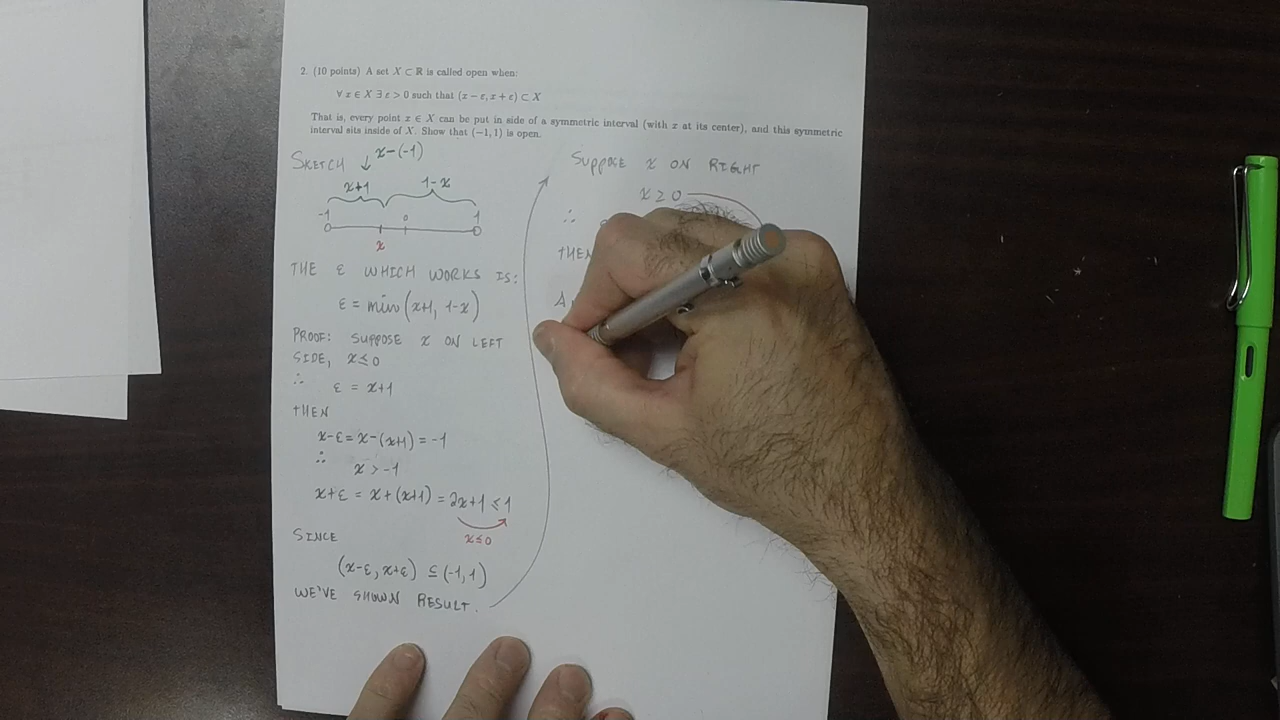 2. (10 points) A set X ⊂ ℝ is called open when:
∀ x ∈ X ∃ ε > 0 such that (x − ε, x + ε) ⊂ X
That is, every point x ∈ X can be put in side of a symmetric interval (with x at its center), and this symmetric
interval sits inside of X. Show that (−1, 1) is open.
SKETCH ↓ x-(-1)
x+1 1-x
-1 0 1
x
THE ε WHICH WORKS IS:
ε = min(x+1, 1-x)
PROOF: SUPPOSE x ON LEFT
SIDE, x≤0
∴ ε = x+1
THEN
x-ε = x-(x+1) = -1
∴ x > -1
x+ε = x+(x+1) = 2x+1 ≤ 1
x≤0
SINCE
(x-ε, x+ε) ⊆ (-1, 1)
WE'VE SHOWN RESULT.
SUPPOSE x ON RIGHT
x ≥ 0
∴
THEN